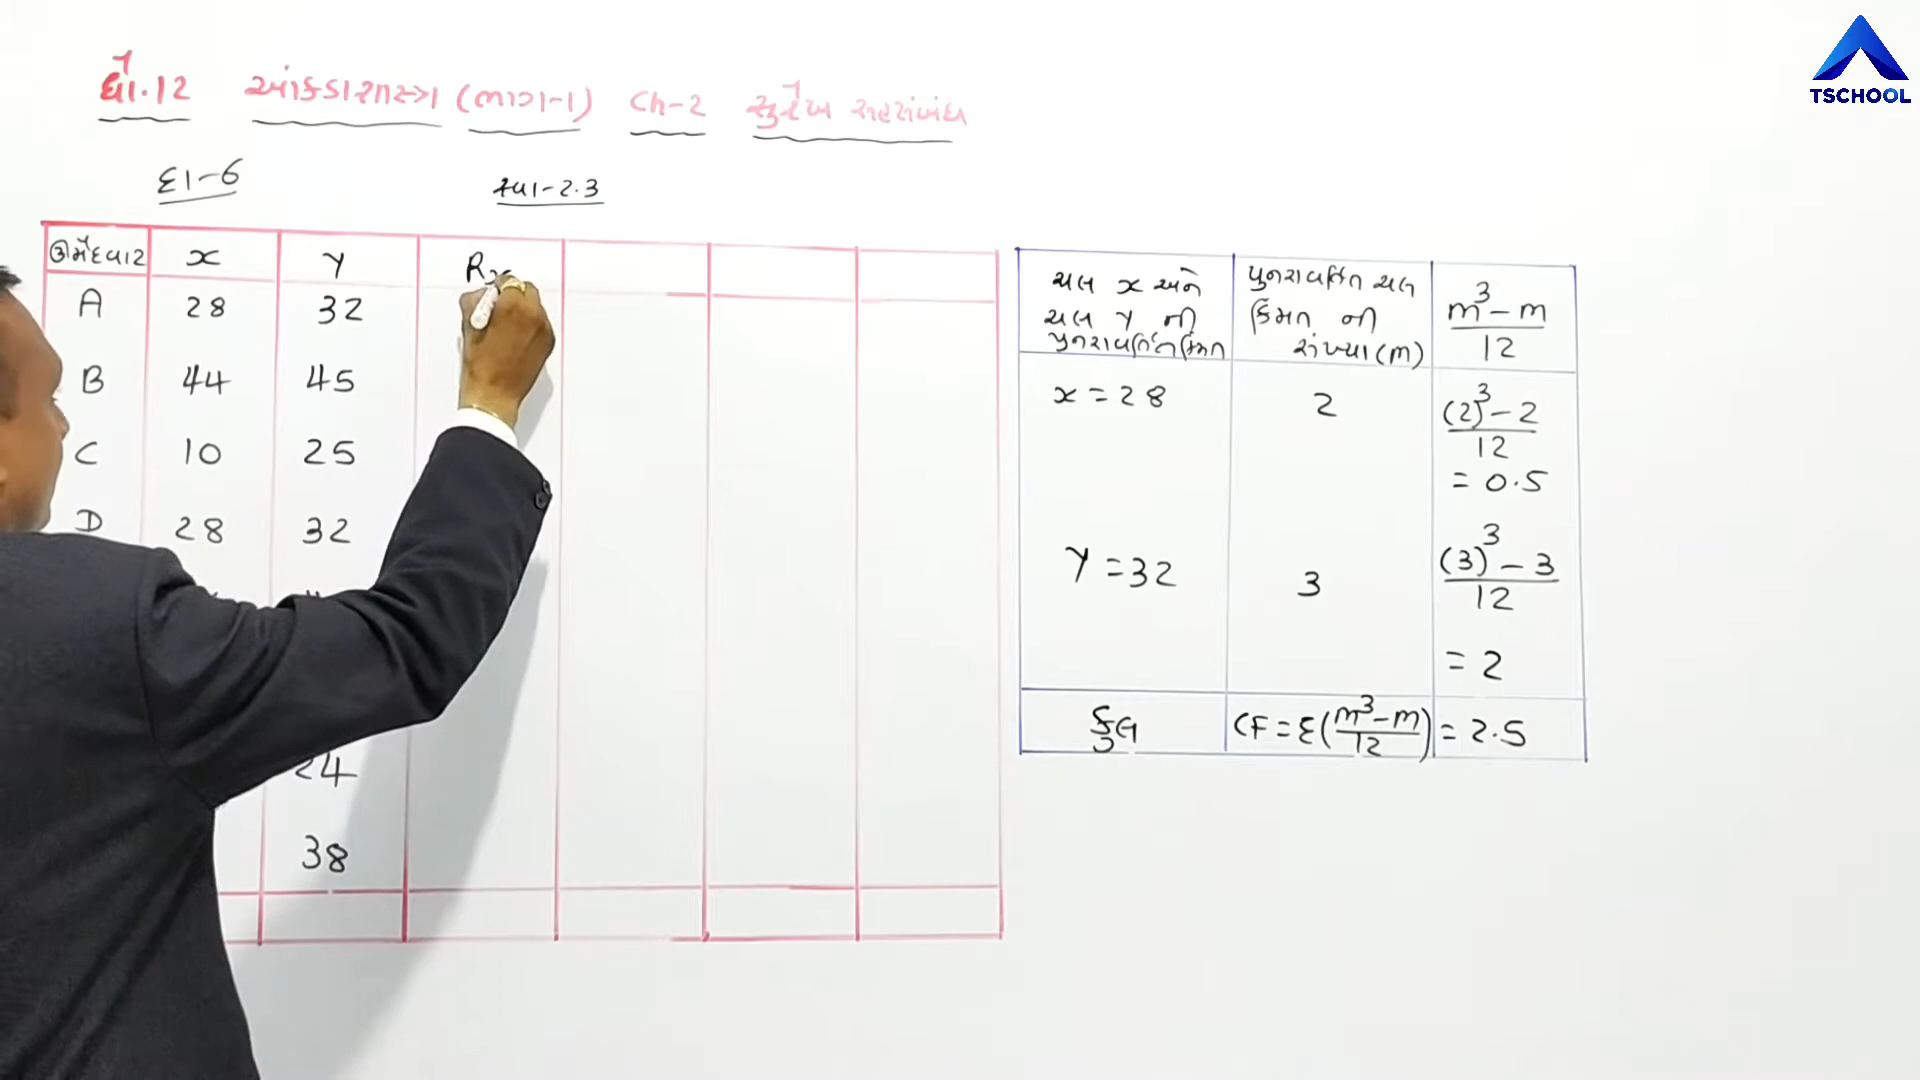 TSCHOOL
ધો.12 આંકડાશાસ્ત્ર (ભાગ-1) Ch-2 સુરેખ સહસંબંધ
દા-6 સ્વા-2.3
ઉમેદવાર x Y Rx
A 28 32
B 44 45
C 10 25
D 28 32
24
38
ચલ x અને
ચલ Y ની
પુનરાવર્તિત કિંમત
પુનરાવર્તિત ચલ
કિંમત ની
સંખ્યા (m)
m³ - m
12
x = 28 2 (2)³ - 2
12
= 0.5
Y = 32 3 (3)³ - 3
12
= 2
કુલ CF = Σ(m³-m/12) = 2.5